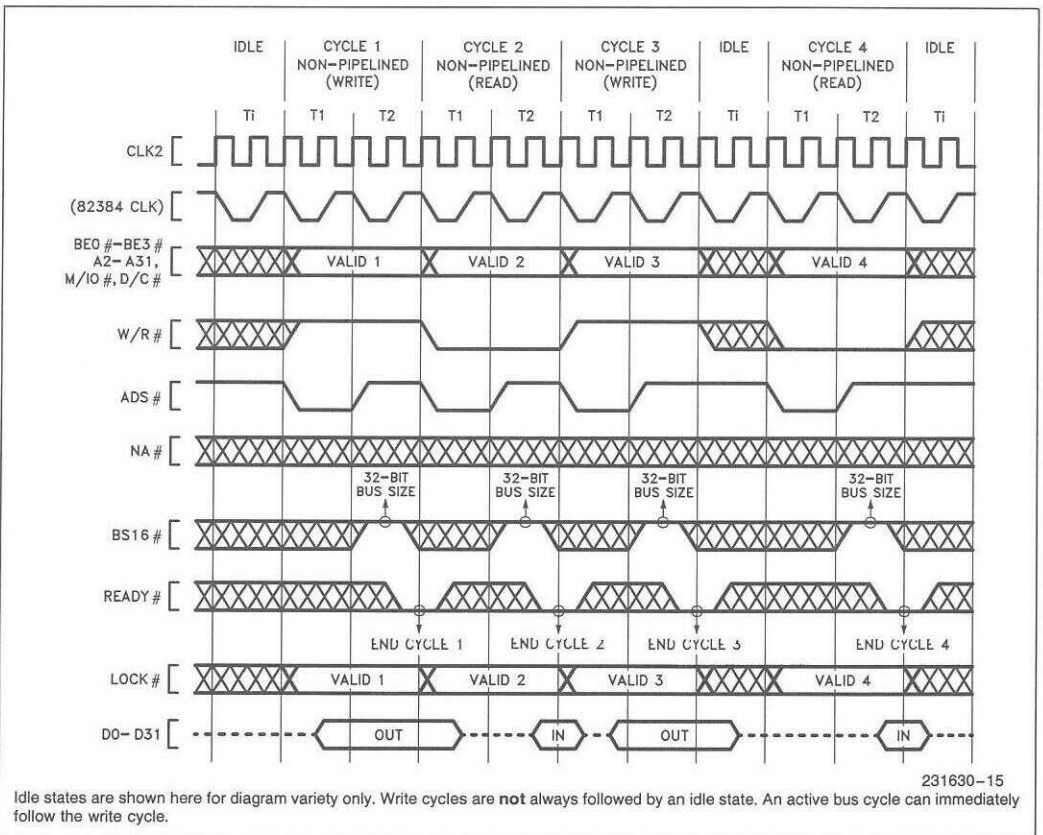 IDLE CYCLE 1 CYCLE 2 CYCLE 3 IDLE CYCLE 4 IDLE
NON-PIPELINED NON-PIPELINED NON-PIPELINED NON-PIPELINED
(WRITE) (READ) (WRITE) (READ)
Ti T1 T2 T1 T2 T1 T2 Ti T1 T2 Ti
CLK2
(82384 CLK)
BE0 #-BE3 #
A2-A31, VALID 1 VALID 2 VALID 3 VALID 4
M/IO #, D/C #
W/R #
ADS #
NA #
32-BIT 32-BIT 32-BIT 32-BIT
BUS SIZE BUS SIZE BUS SIZE BUS SIZE
BS16 #
READY #
END CYCLE 1 END CYCLE 2 END CYCLE 3 END CYCLE 4
LOCK # VALID 1 VALID 2 VALID 3 VALID 4
D0-D31 OUT IN OUT IN
231630-15
Idle states are shown here for diagram variety only. Write cycles are not always followed by an idle state. An active bus cycle can immediately
follow the write cycle.